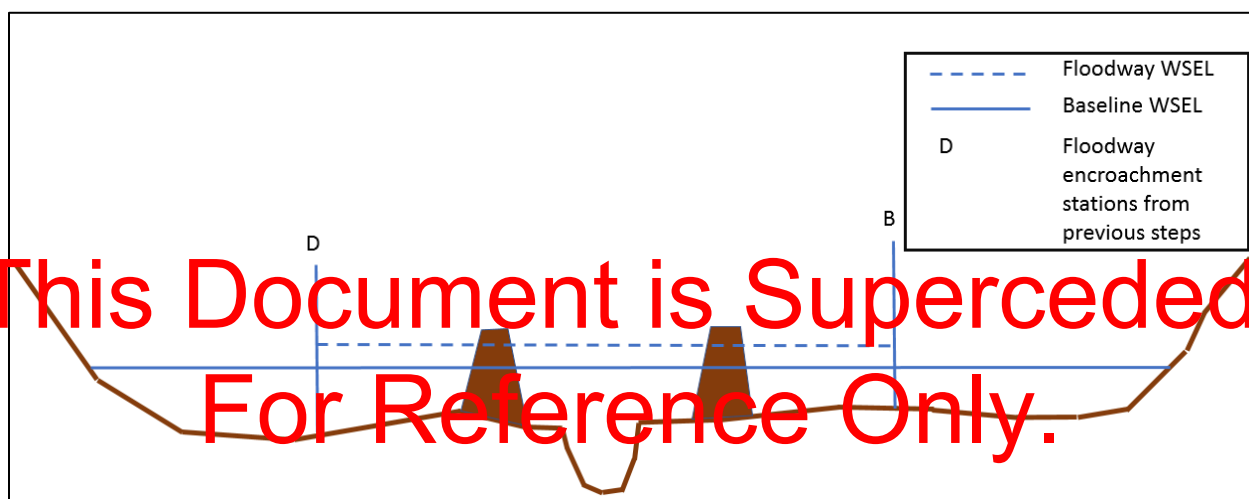 Floodway WSEL
Baseline WSEL
D
Floodway
encroachment
stations from
previous steps
B
D
This Document is Superceded
For Reference Only.